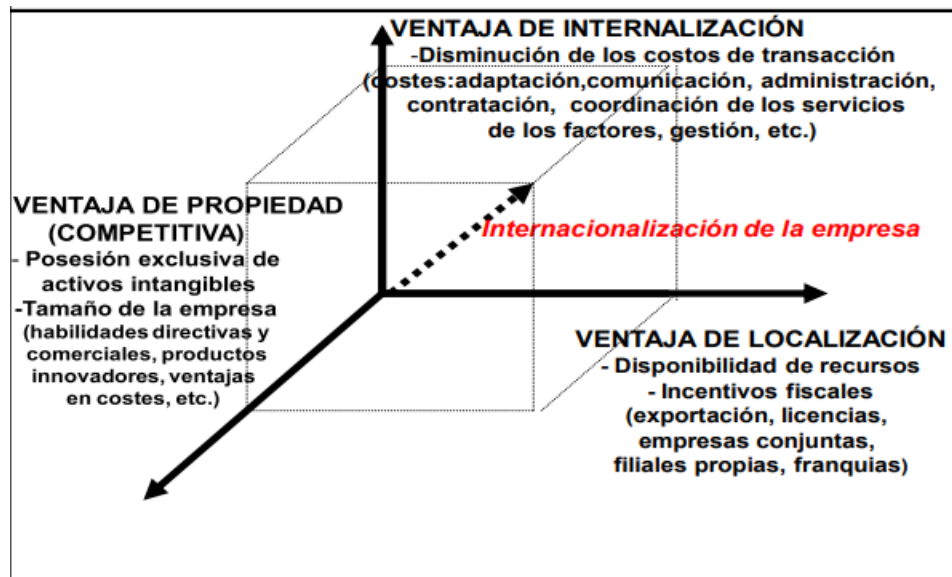 VENTAJA DE INTERNALIZACIÓN
-Disminución de los costos de transacción
(costes:adaptación,comunicación, administración,
contratación, coordinación de los servicios
de los factores, gestión, etc.)
VENTAJA DE PROPIEDAD
(COMPETITIVA)
- Posesión exclusiva de
activos intangibles
-Tamaño de la empresa
(habilidades directivas y
comerciales, productos
innovadores, ventajas
en costes, etc.)
Internacionalización de la empresa
VENTAJA DE LOCALIZACIÓN
- Disponibilidad de recursos
- Incentivos fiscales
(exportación, licencias,
empresas conjuntas,
filiales propias, franquias)